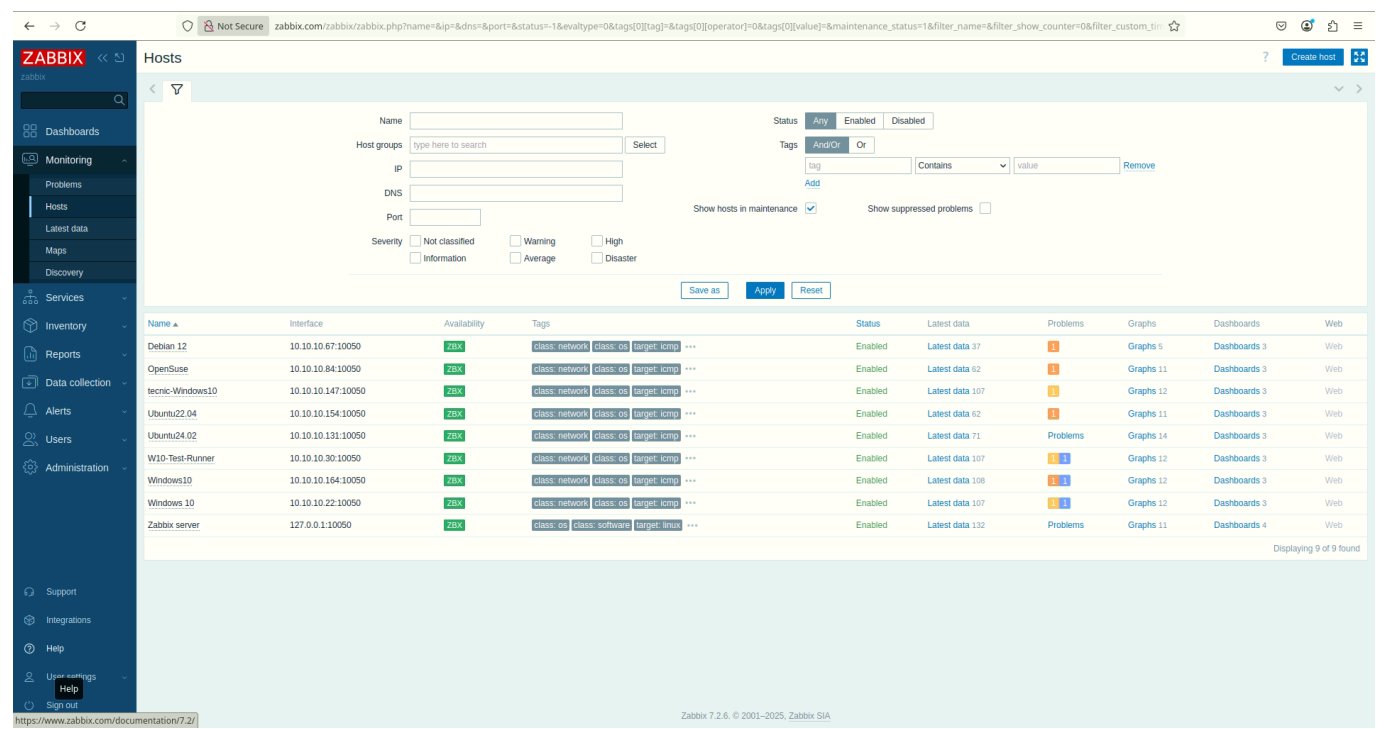 Not Secure zabbix.com/zabbix/zabbix.php?name=&ip=&dns=&port=&status=-1&evaltype=0&tags[0][tag]=&tags[0][operator]=0&tags[0][value]=&maintenance_status=1&filter_name=&filter_show_counter=0&filter_custom_tim
ZABBIX
zabbix
Dashboards
Monitoring
Problems
Hosts
Latest data
Maps
Discovery
Services
Inventory
Reports
Data collection
Alerts
Users
Administration
Support
Integrations
Help
User settings
Help
Sign out
https://www.zabbix.com/documentation/7.2/
Hosts
? Create host
Name
Host groups type here to search Select
IP
DNS
Port
Severity Not classified Warning High
Information Average Disaster
Status Any Enabled Disabled
Tags And/Or Or
tag Contains value Remove
Add
Show hosts in maintenance Show suppressed problems
Save as Apply Reset
Name Interface Availability Tags Status Latest data Problems Graphs Dashboards Web
Debian 12 10.10.10.67:10050 ZBX class: network class: os target: icmp ••• Enabled Latest data 37 1 Graphs 5 Dashboards 3 Web
OpenSuse 10.10.10.84:10050 ZBX class: network class: os target: icmp ••• Enabled Latest data 62 1 Graphs 11 Dashboards 3 Web
tecnic-Windows10 10.10.10.147:10050 ZBX class: network class: os target: icmp ••• Enabled Latest data 107 1 Graphs 12 Dashboards 3 Web
Ubuntu22.04 10.10.10.154:10050 ZBX class: network class: os target: icmp ••• Enabled Latest data 62 1 Graphs 11 Dashboards 3 Web
Ubuntu24.02 10.10.10.131:10050 ZBX class: network class: os target: icmp ••• Enabled Latest data 71 Problems Graphs 14 Dashboards 3 Web
W10-Test-Runner 10.10.10.30:10050 ZBX class: network class: os target: icmp ••• Enabled Latest data 107 1 1 Graphs 12 Dashboards 3 Web
Windows10 10.10.10.164:10050 ZBX class: network class: os target: icmp ••• Enabled Latest data 108 1 1 Graphs 12 Dashboards 3 Web
Windows 10 10.10.10.22:10050 ZBX class: network class: os target: icmp ••• Enabled Latest data 107 1 1 Graphs 12 Dashboards 3 Web
Zabbix server 127.0.0.1:10050 ZBX class: os class: software target: linux ••• Enabled Latest data 132 Problems Graphs 11 Dashboards 4 Web
Displaying 9 of 9 found
Zabbix 7.2.6. © 2001–2025, Zabbix SIA